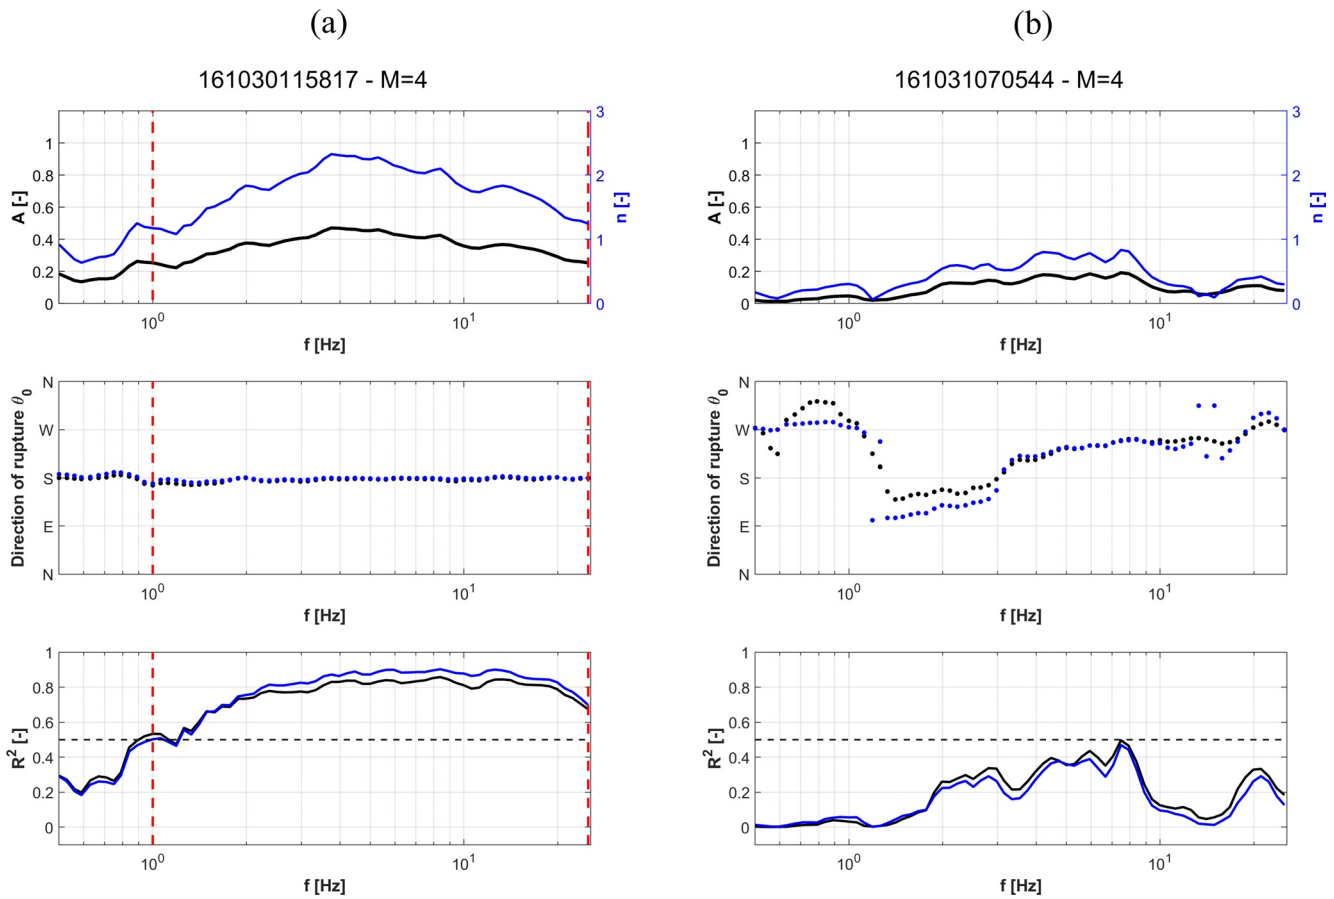 (a)
161030115817 - M=4
A [-]
1
0.8
0.6
0.4
0.2
0
3
2
1
0
n [-]
10⁰
10¹
f [Hz]
Direction of rupture θ₀
N
W
S
E
N
10⁰
10¹
f [Hz]
R² [-]
1
0.8
0.6
0.4
0.2
0
10⁰
10¹
f [Hz]
(b)
161031070544 - M=4
A [-]
1
0.8
0.6
0.4
0.2
0
3
2
1
0
n [-]
10⁰
10¹
f [Hz]
Direction of rupture θ₀
N
W
S
E
N
10⁰
10¹
f [Hz]
R² [-]
1
0.8
0.6
0.4
0.2
0
10⁰
10¹
f [Hz]